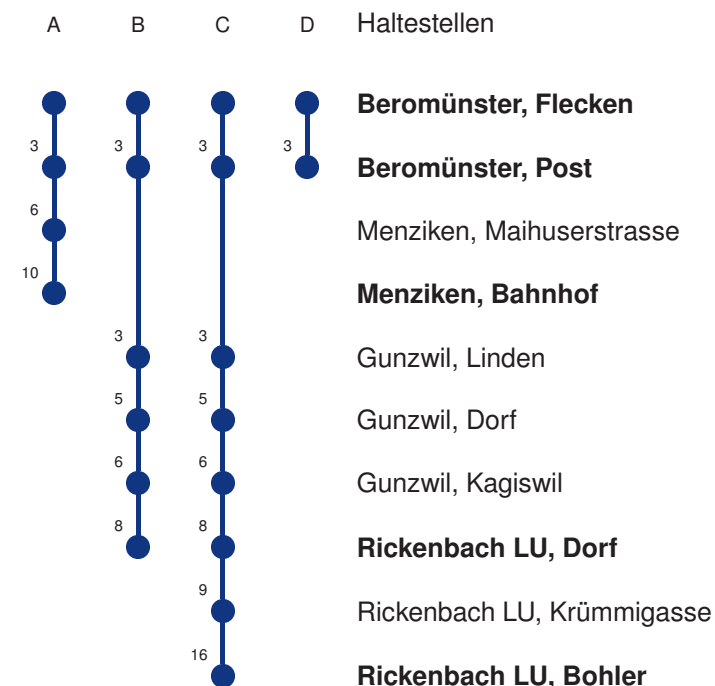 A B C D Haltestellen
Beromünster, Flecken
3 3 3 3 Beromünster, Post
6 Menziken, Maihuserstrasse
10 Menziken, Bahnhof
3 3 Gunzwil, Linden
5 5 Gunzwil, Dorf
6 6 Gunzwil, Kagiswil
8 8 Rickenbach LU, Dorf
9 Rickenbach LU, Krümmigasse
16 Rickenbach LU, Bohler